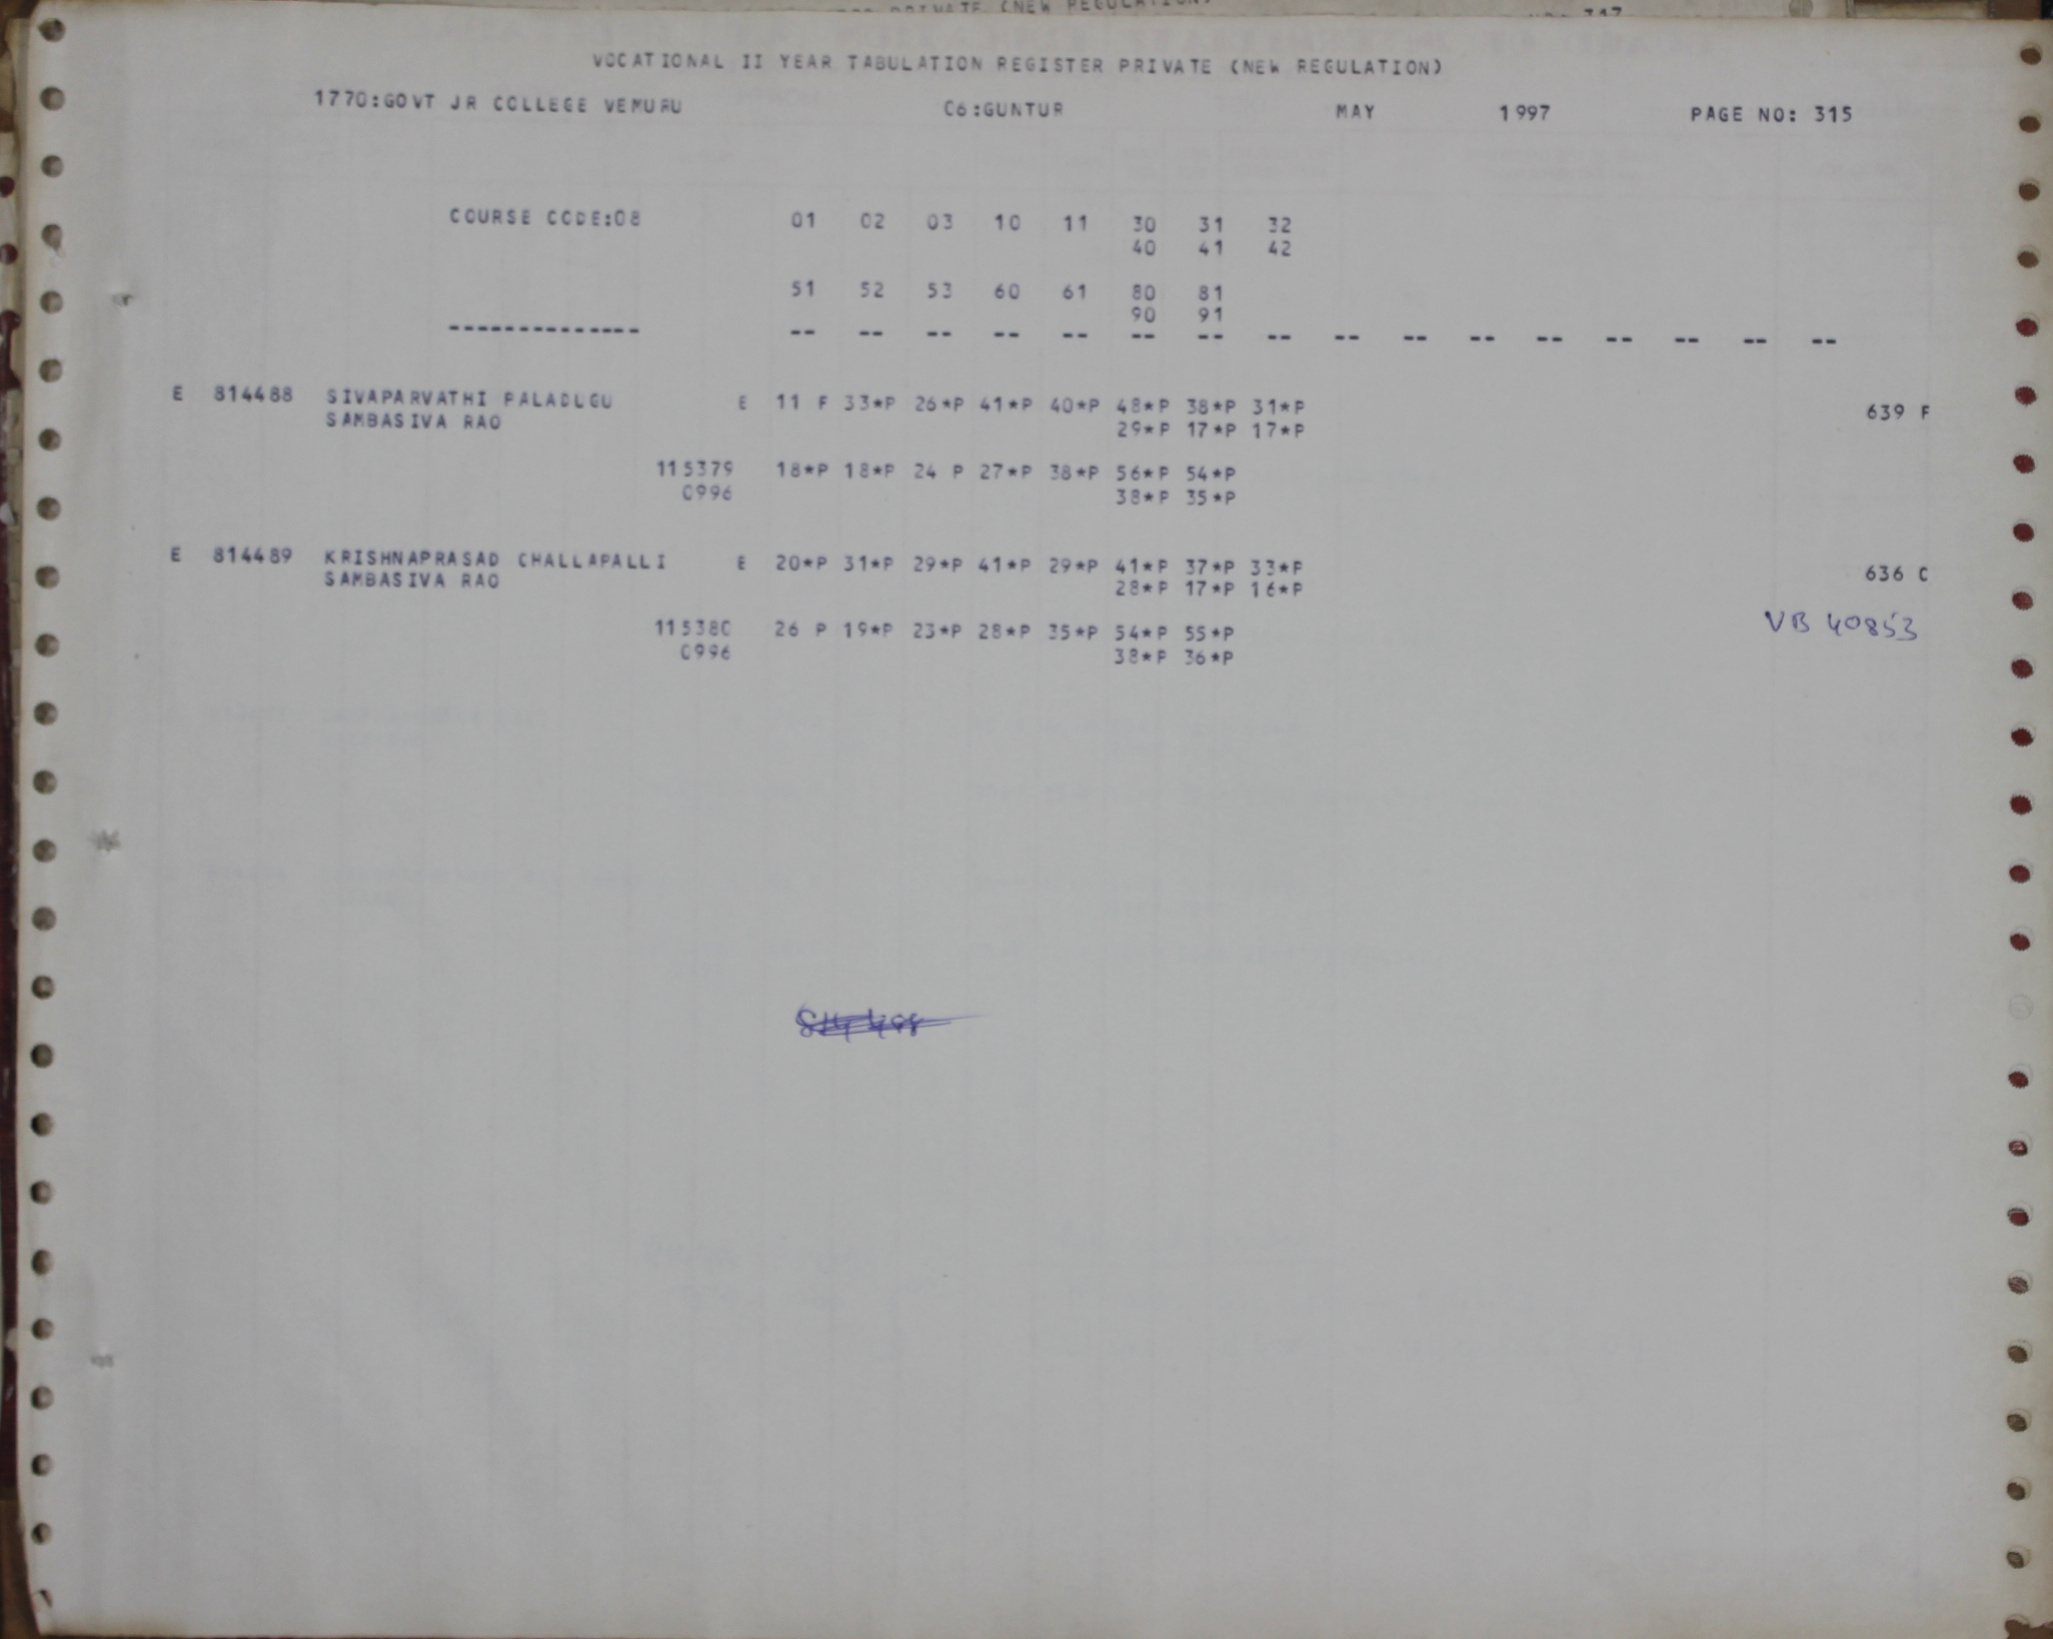 VOCATIONAL II YEAR TABULATION REGISTER PRIVATE (NEW REGULATION)
1770:GOVT JR COLLEGE VEMURU C6:GUNTUR MAY 1997 PAGE NO: 315
COURSE CODE:08 01 02 03 10 11 30 31 32
40 41 42
51 52 53 60 61 80 81
90 91
-------------- -- -- -- -- -- -- -- -- -- -- -- -- -- -- -- --
E 814488 SIVAPARVATHI PALADUGU E 11 F 33*P 26*P 41*P 40*P 48*P 38*P 31*P 639 F
SAMBASIVA RAO 29*P 17*P 17*P
115379 18*P 18*P 24 P 27*P 38*P 56*P 54*P
0996 38*P 35*P
E 814489 KRISHNAPRASAD CHALLAPALLI E 20*P 31*P 29*P 41*P 29*P 41*P 37*P 33*P 636 C
SAMBASIVA RAO 28*P 17*P 16*P
115380 26 P 19*P 23*P 28*P 35*P 54*P 55*P VB 40853
0996 38*P 36*P